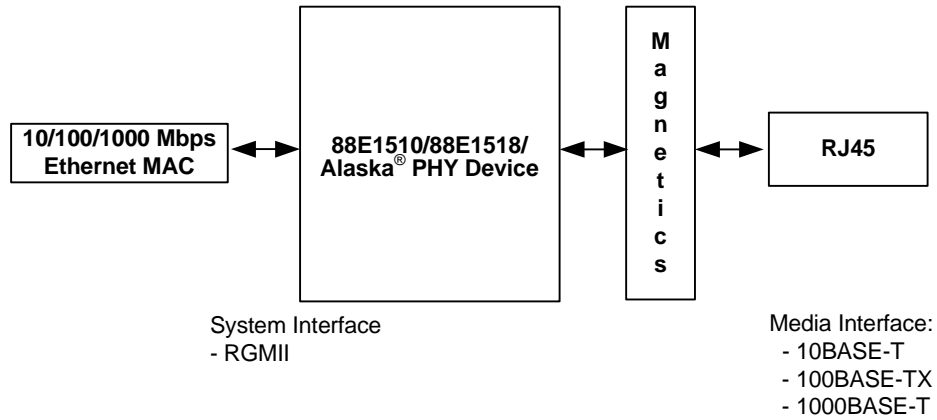 10/100/1000 Mbps
Ethernet MAC
88E1510/88E1518/
Alaska® PHY Device
Magnetics
RJ45
System Interface
- RGMII
Media Interface:
- 10BASE-T
- 100BASE-TX
- 1000BASE-T